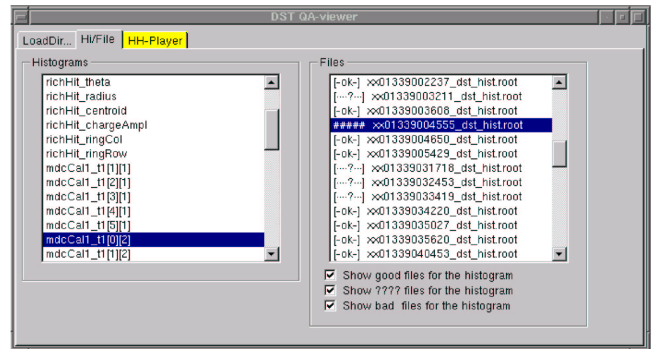 DST QA-viewer
LoadDir... Hi/File HH-Player
Histograms
richHit_theta
richHit_radius
richHit_centroid
richHit_chargeAmpl
richHit_ringCol
richHit_ringRow
mdcCal1_t1[1][1]
mdcCal1_t1[2][1]
mdcCal1_t1[3][1]
mdcCal1_t1[4][1]
mdcCal1_t1[5][1]
mdcCal1_t1[0][2]
mdcCal1_t1[1][2]
Files
[-ok-] xx01339002237_dst_hist.root
[---?---] xx01339003211_dst_hist.root
[-ok-] xx01339003608_dst_hist.root
##### xx01339004555_dst_hist.root
[-ok-] xx01339004650_dst_hist.root
[-ok-] xx01339005429_dst_hist.root
[---?---] xx01339031718_dst_hist.root
[---?---] xx01339032453_dst_hist.root
[---?---] xx01339033419_dst_hist.root
[-ok-] xx01339034220_dst_hist.root
[-ok-] xx01339035027_dst_hist.root
[-ok-] xx01339035620_dst_hist.root
[-ok-] xx01339040453_dst_hist.root
Show good files for the histogram
Show ???? files for the histogram
Show bad files for the histogram